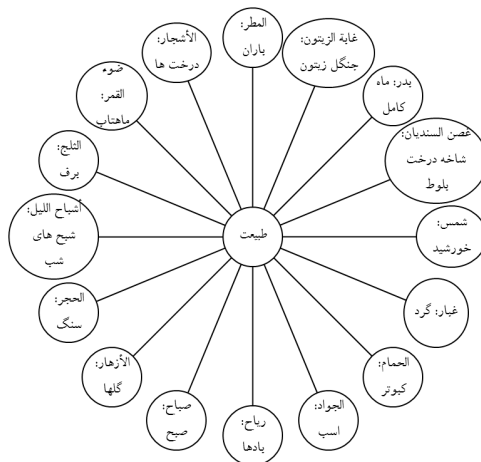 المطر:
باران
غابة الزيتون:
جنگل زیتون
بدر: ماه
کامل
غصن السنديان:
شاخه درخت
بلوط
شمس:
خورشید
غبار: گرد
الحمام:
کبوتر
الجواد:
اسب
رياح:
بادها
صباح:
صبح
الأزهار:
گلها
الحجر:
سنگ
أشباح الليل:
شبح های
شب
الثلج:
برف
ضوء
القمر:
ماهتاب
الأشجار:
درخت ها
طبیعت